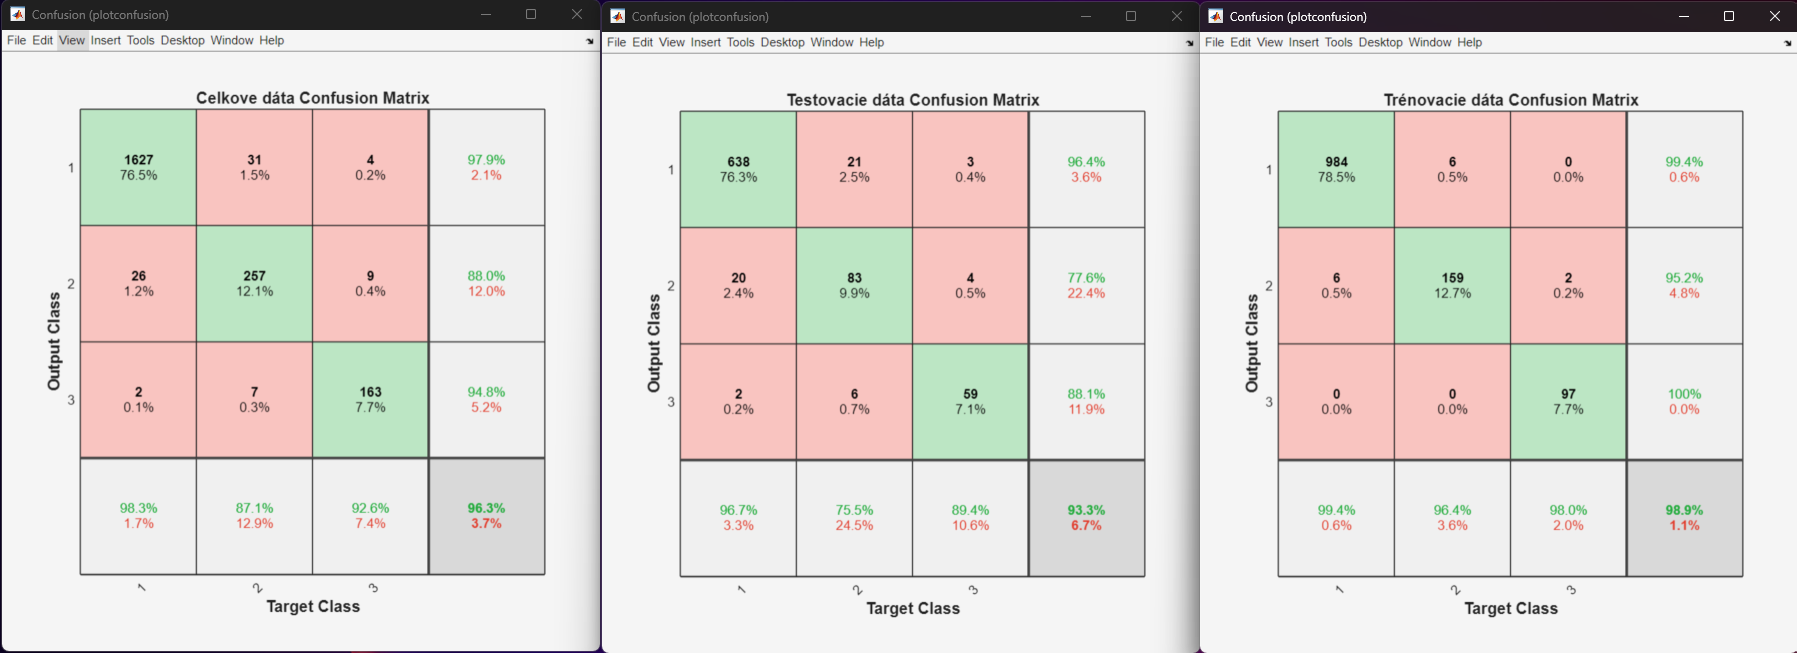 Confusion (plotconfusion)
File Edit View Insert Tools Desktop Window Help
Celkove dáta Confusion Matrix
1627 31 4 97.9%
76.5% 1.5% 0.2% 2.1%
1
26 257 9 88.0%
1.2% 12.1% 0.4% 12.0%
2
2 7 163 94.8%
0.1% 0.3% 7.7% 5.2%
3
98.3% 87.1% 92.6% 96.3%
1.7% 12.9% 7.4% 3.7%
1 2 3
Output Class
Target Class
Confusion (plotconfusion)
File Edit View Insert Tools Desktop Window Help
Testovacie dáta Confusion Matrix
638 21 3 96.4%
76.3% 2.5% 0.4% 3.6%
1
20 83 4 77.6%
2.4% 9.9% 0.5% 22.4%
2
2 6 59 88.1%
0.2% 0.7% 7.1% 11.9%
3
96.7% 75.5% 89.4% 93.3%
3.3% 24.5% 10.6% 6.7%
1 2 3
Output Class
Target Class
Confusion (plotconfusion)
File Edit View Insert Tools Desktop Window Help
Trénovacie dáta Confusion Matrix
984 6 0 99.4%
78.5% 0.5% 0.0% 0.6%
1
6 159 2 95.2%
0.5% 12.7% 0.2% 4.8%
2
0 0 97 100%
0.0% 0.0% 7.7% 0.0%
3
99.4% 96.4% 98.0% 98.9%
0.6% 3.6% 2.0% 1.1%
1 2 3
Output Class
Target Class